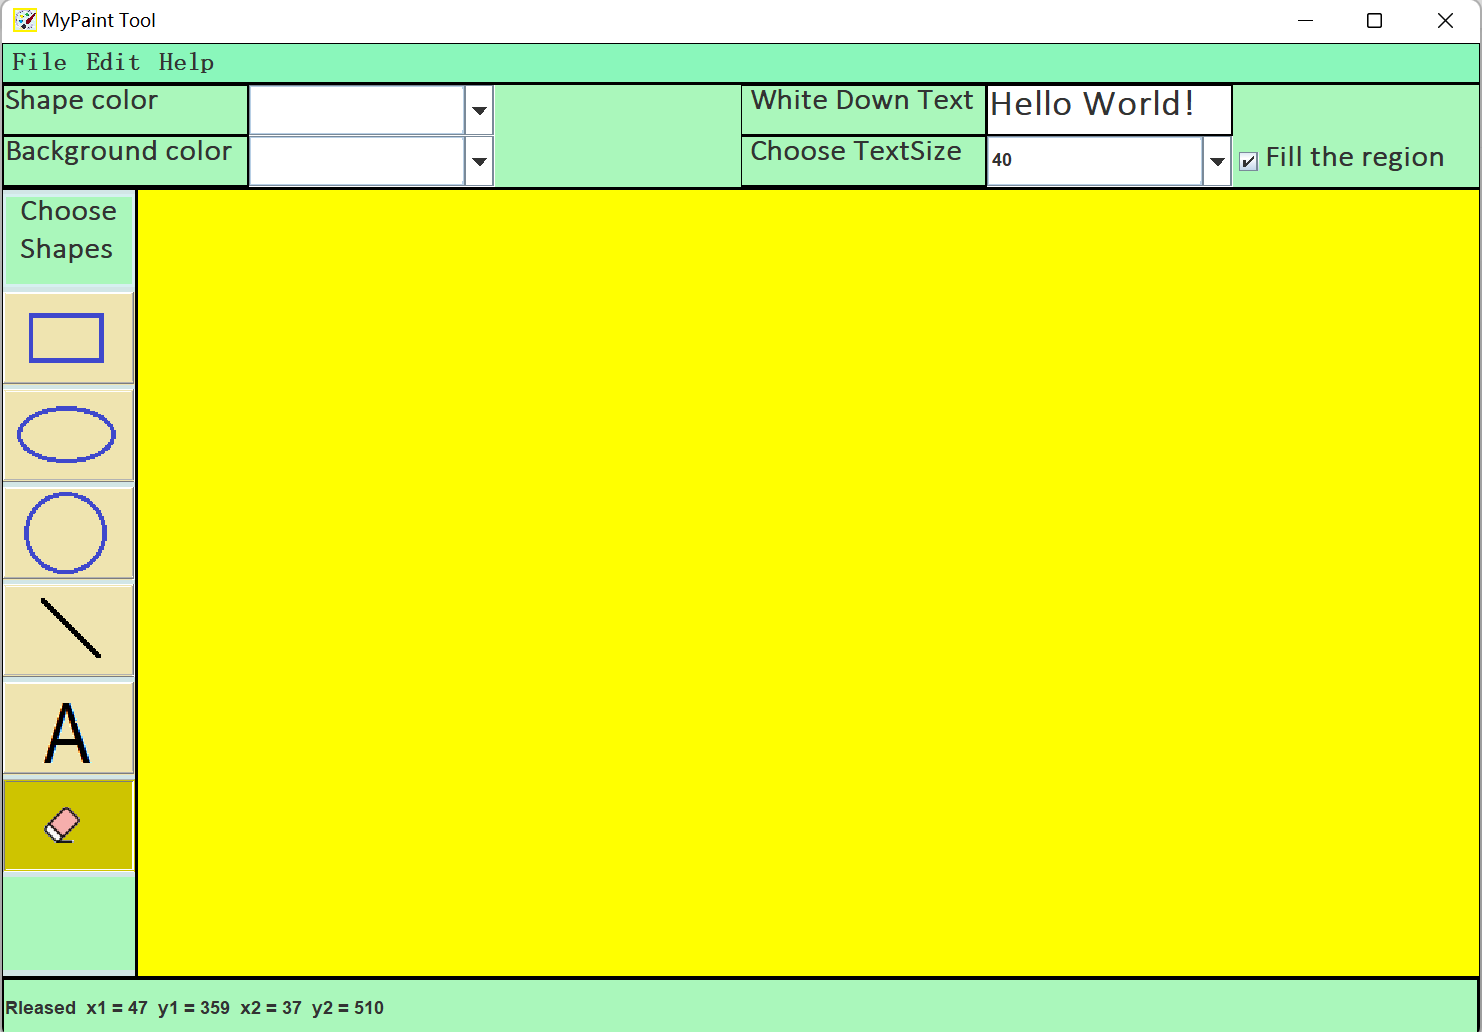 MyPaint Tool
File Edit Help
Shape color
White Down Text
Hello World!
Background color
Choose TextSize
40
Fill the region
Choose
Shapes
A
Rleased x1 = 47 y1 = 359 x2 = 37 y2 = 510